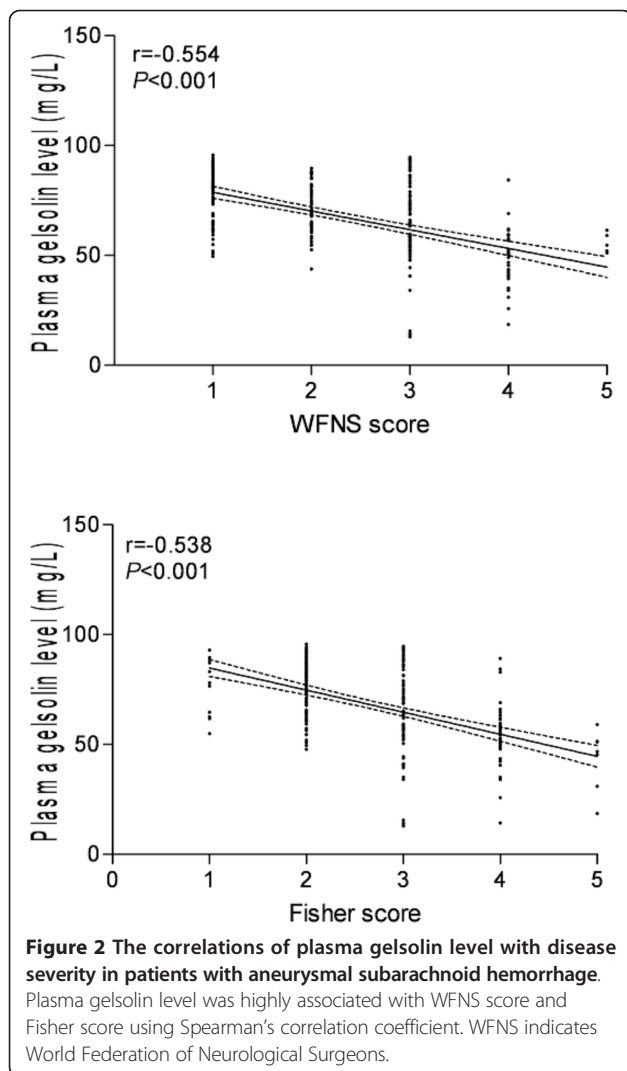 150
r=-0.554
P<0.001
100
50
0
Plasma gelsolin level (mg/L)
1 2 3 4 5
WFNS score
150
r=-0.538
P<0.001
100
50
0
Plasma gelsolin level (mg/L)
0 1 2 3 4 5
Fisher score
Figure 2 The correlations of plasma gelsolin level with disease
severity in patients with aneurysmal subarachnoid hemorrhage.
Plasma gelsolin level was highly associated with WFNS score and
Fisher score using Spearman's correlation coefficient. WFNS indicates
World Federation of Neurological Surgeons.